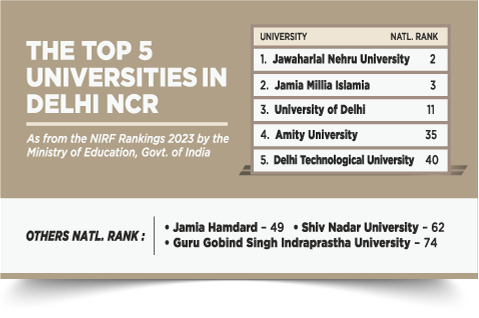 THE TOP 5
UNIVERSITIES IN
DELHI NCR
As from the NIRF Rankings 2023 by the
Ministry of Education, Govt. of India
UNIVERSITY NATL. RANK
1. Jawaharlal Nehru University 2
2. Jamia Millia Islamia 3
3. University of Delhi 11
4. Amity University 35
5. Delhi Technological University 40
OTHERS NATL. RANK :
• Jamia Hamdard – 49 • Shiv Nadar University – 62
• Guru Gobind Singh Indraprastha University – 74